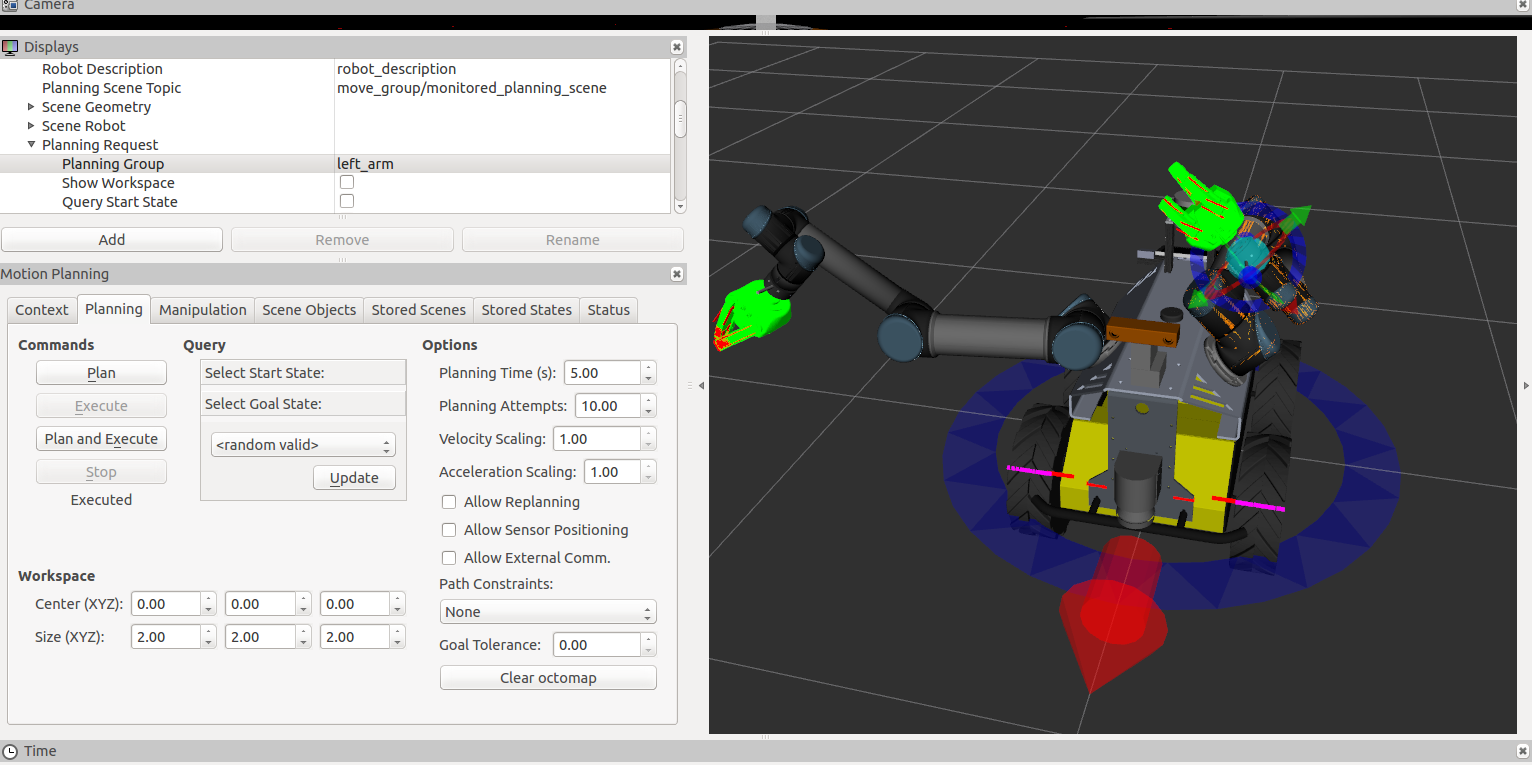 Camera
Displays
Robot Description robot_description
Planning Scene Topic move_group/monitored_planning_scene
Scene Geometry
Scene Robot
Planning Request
Planning Group left_arm
Show Workspace
Query Start State
Add Remove Rename
Motion Planning
Context Planning Manipulation Scene Objects Stored Scenes Stored States Status
Commands
Plan
Execute
Plan and Execute
Stop
Executed
Query
Select Start State:
Select Goal State:
<random valid>
Update
Options
Planning Time (s): 5.00
Planning Attempts: 10.00
Velocity Scaling: 1.00
Acceleration Scaling: 1.00
Allow Replanning
Allow Sensor Positioning
Allow External Comm.
Path Constraints:
None
Goal Tolerance: 0.00
Clear octomap
Workspace
Center (XYZ): 0.00 0.00 0.00
Size (XYZ): 2.00 2.00 2.00
Time